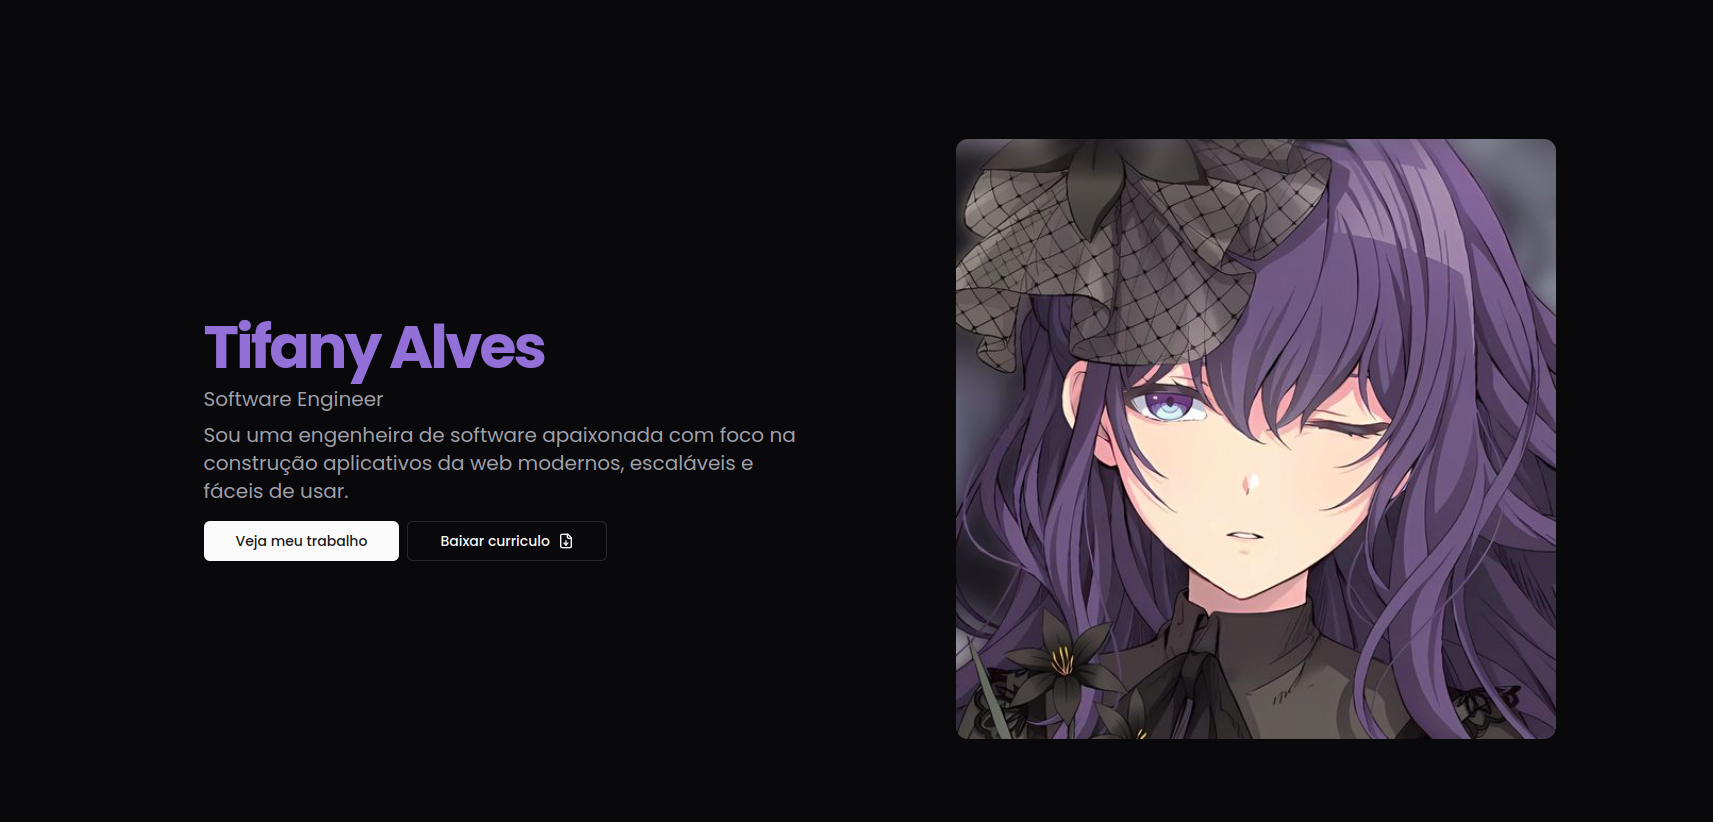 Tifany Alves
Software Engineer
Sou uma engenheira de software apaixonada com foco na
construção aplicativos da web modernos, escaláveis e
fáceis de usar.
Veja meu trabalho
Baixar curriculo